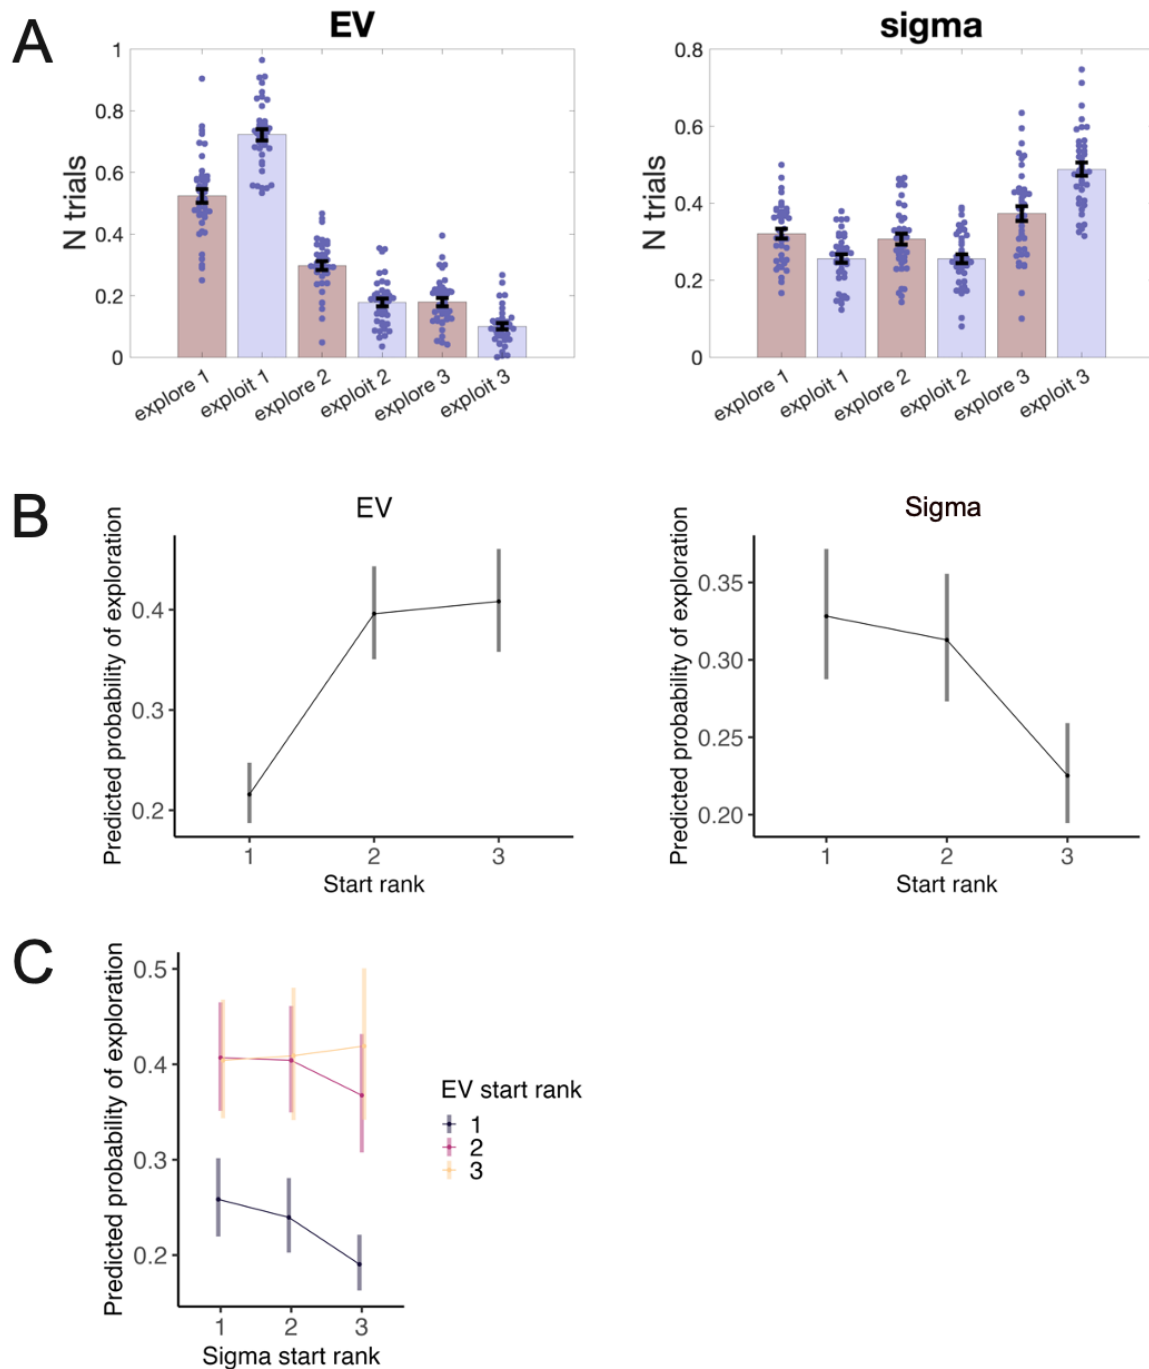 A
EV
N trials
1
0.8
0.6
0.4
0.2
0
explore 1
exploit 1
explore 2
exploit 2
explore 3
exploit 3
sigma
N trials
0.8
0.6
0.4
0.2
0
explore 1
exploit 1
explore 2
exploit 2
explore 3
exploit 3
B
EV
Predicted probability of exploration
0.4
0.3
0.2
1 2 3
Start rank
Sigma
Predicted probability of exploration
0.35
0.30
0.25
0.20
1 2 3
Start rank
C
Predicted probability of exploration
0.5
0.4
0.3
0.2
1 2 3
Sigma start rank
EV start rank
1
2
3